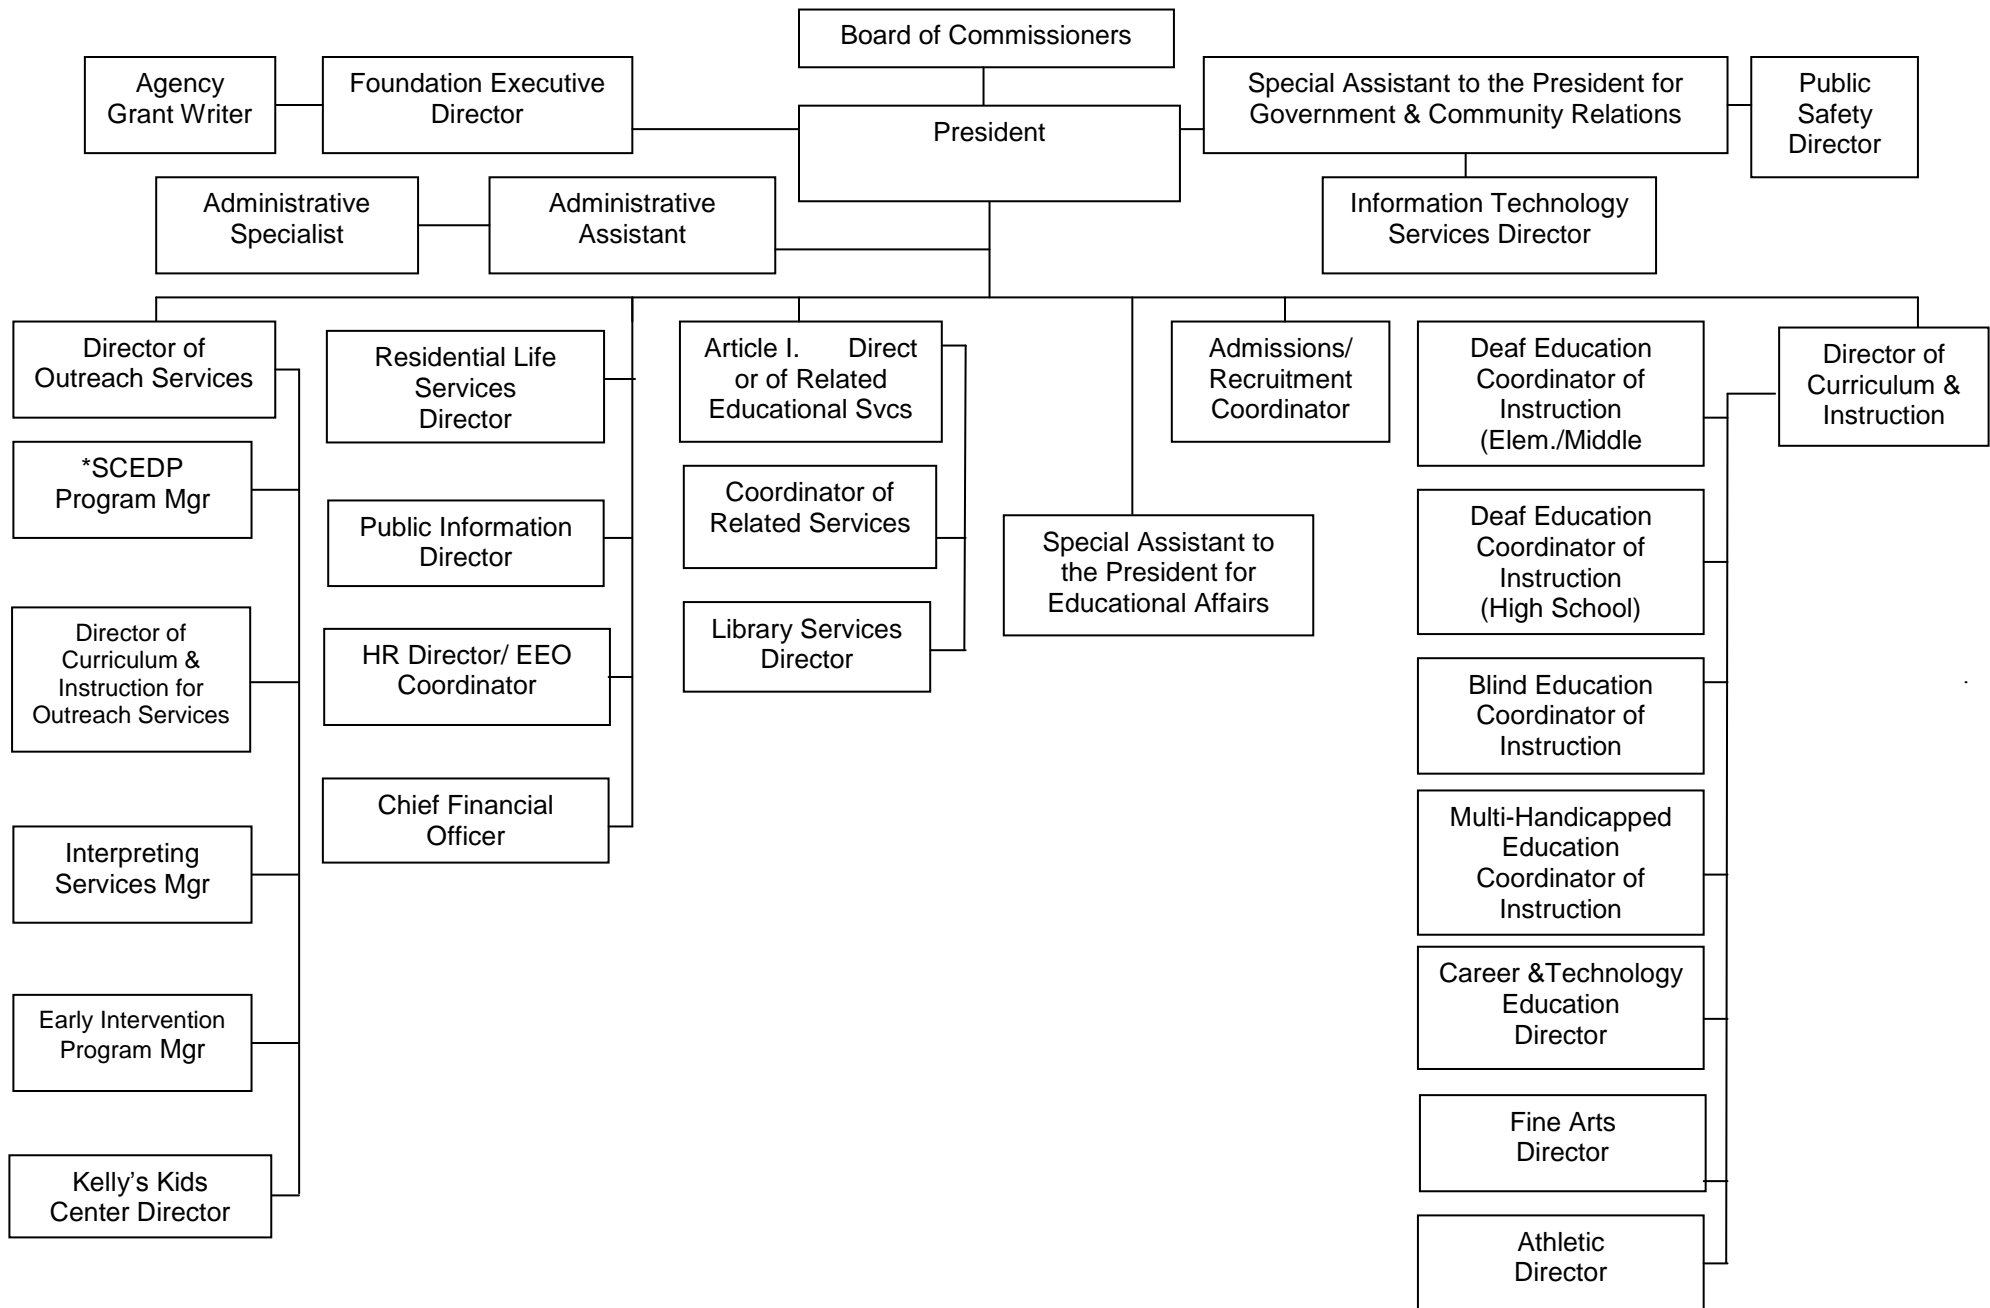 Board of Commissioners
Agency
Grant Writer
Foundation Executive
Director
President
Special Assistant to the President for
Government & Community Relations
Public
Safety
Director
Administrative
Specialist
Administrative
Assistant
Information Technology
Services Director
Director of
Outreach Services
*SCEDP
Program Mgr
Director of
Curriculum &
Instruction for
Outreach Services
Interpreting
Services Mgr
Early Intervention
Program Mgr
Kelly’s Kids
Center Director
Residential Life
Services
Director
Public Information
Director
HR Director/ EEO
Coordinator
Chief Financial
Officer
Article I. Direct
or of Related
Educational Svcs
Coordinator of
Related Services
Library Services
Director
Special Assistant to
the President for
Educational Affairs
Admissions/
Recruitment
Coordinator
Deaf Education
Coordinator of
Instruction
(Elem./Middle
Deaf Education
Coordinator of
Instruction
(High School)
Blind Education
Coordinator of
Instruction
Multi-Handicapped
Education
Coordinator of
Instruction
Career &Technology
Education
Director
Fine Arts
Director
Athletic
Director
Director of
Curriculum &
Instruction